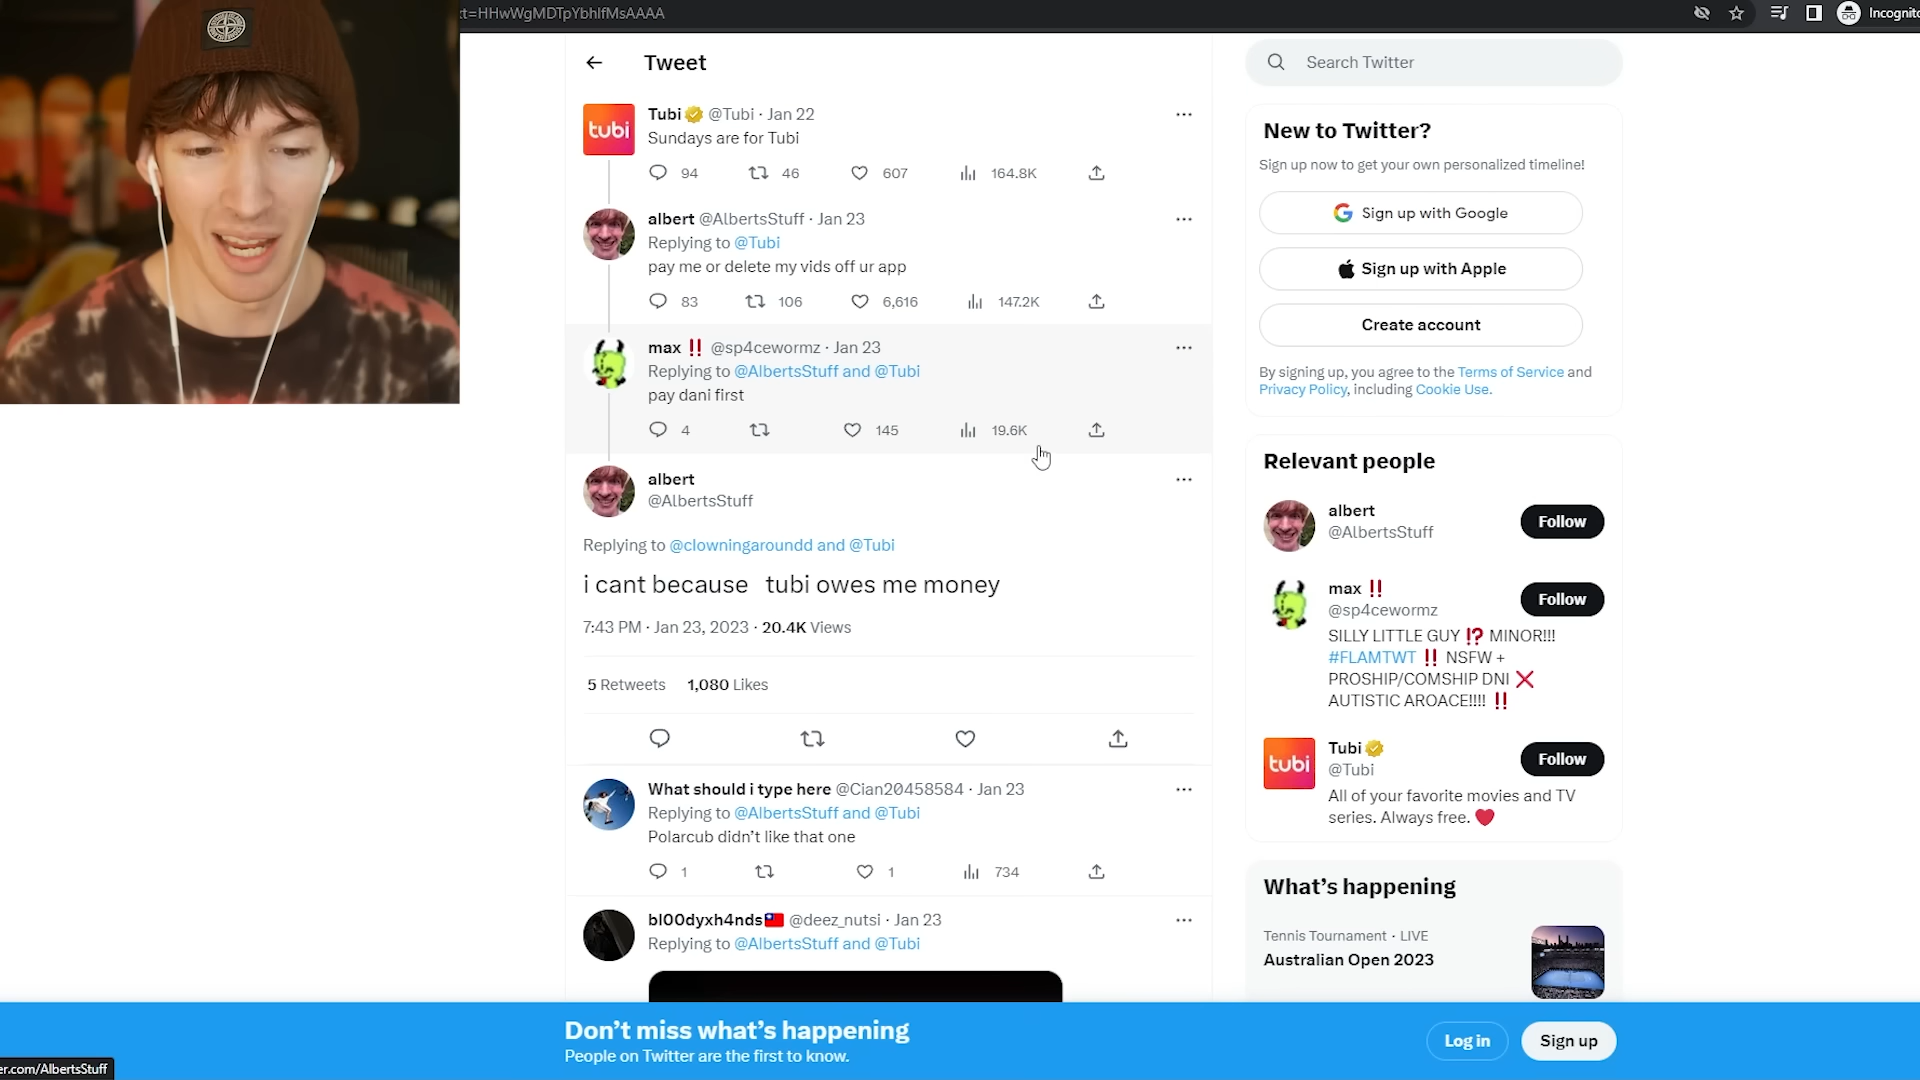 t=HHwWgMDTpYbhIfMsAAAA
Incognito
Tweet
Search Twitter
tubi
Tubi @Tubi · Jan 22
Sundays are for Tubi
94 46 607 164.8K
albert @AlbertsStuff · Jan 23
Replying to @Tubi
pay me or delete my vids off ur app
83 106 6,616 147.2K
max ‼ @sp4cewormz · Jan 23
Replying to @AlbertsStuff and @Tubi
pay dani first
4 145 19.6K
albert
@AlbertsStuff
Replying to @clowningaroundd and @Tubi
i cant because tubi owes me money
7:43 PM · Jan 23, 2023 · 20.4K Views
5 Retweets 1,080 Likes
What should i type here @Cian20458584 · Jan 23
Replying to @AlbertsStuff and @Tubi
Polarcub didn't like that one
1 1 734
bl00dyxh4nds🇹🇼 @deez_nutsi · Jan 23
Replying to @AlbertsStuff and @Tubi
New to Twitter?
Sign up now to get your own personalized timeline!
Sign up with Google
Sign up with Apple
Create account
By signing up, you agree to the Terms of Service and
Privacy Policy, including Cookie Use.
Relevant people
albert
@AlbertsStuff
Follow
max ‼
@sp4cewormz
Follow
SILLY LITTLE GUY ⁉ MINOR!!!
#FLAMTWT ‼ NSFW +
PROSHIP/COMSHIP DNI ❌
AUTISTIC AROACE!!!! ‼
tubi
Tubi
@Tubi
Follow
All of your favorite movies and TV
series. Always free. ❤
What's happening
Tennis Tournament · LIVE
Australian Open 2023
Don't miss what's happening
People on Twitter are the first to know.
Log in
Sign up
er.com/AlbertsStuff